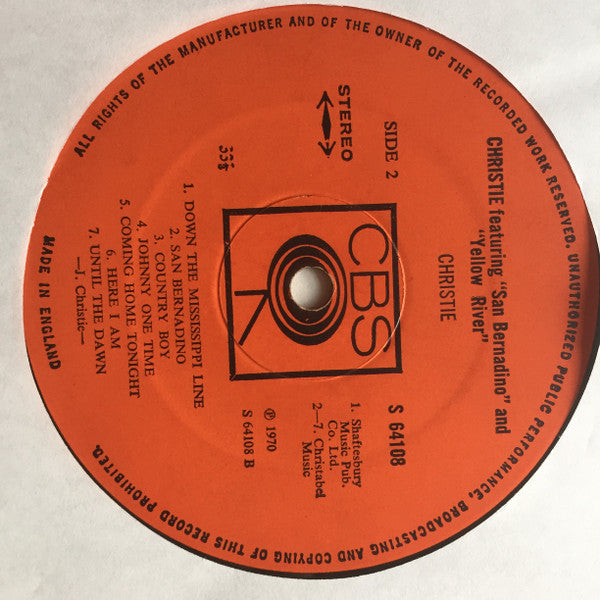 ALL RIGHTS OF THE MANUFACTURER AND OF THE OWNER OF THE RECORDED WORK RESERVED. UNAUTHORIZED PUBLIC PERFORMANCE, BROADCASTING AND COPYING OF THIS RECORD PROHIBITED.
CHRISTIE featuring "San Bernadino" and
"Yellow River"
CHRISTIE
SIDE 2
STEREO
33⅓
CBS
S 64108
1. Shaftesbury
Music Pub.
Co. Ltd.
2—7. Christabel
Music
℗ 1970
S 64108 B
1. DOWN THE MISSISSIPPI LINE
2. SAN BERNADINO
3. COUNTRY BOY
4. JOHNNY ONE TIME
5. COMING HOME TONIGHT
6. HERE I AM
7. UNTIL THE DAWN
—J. Christie—
MADE IN ENGLAND